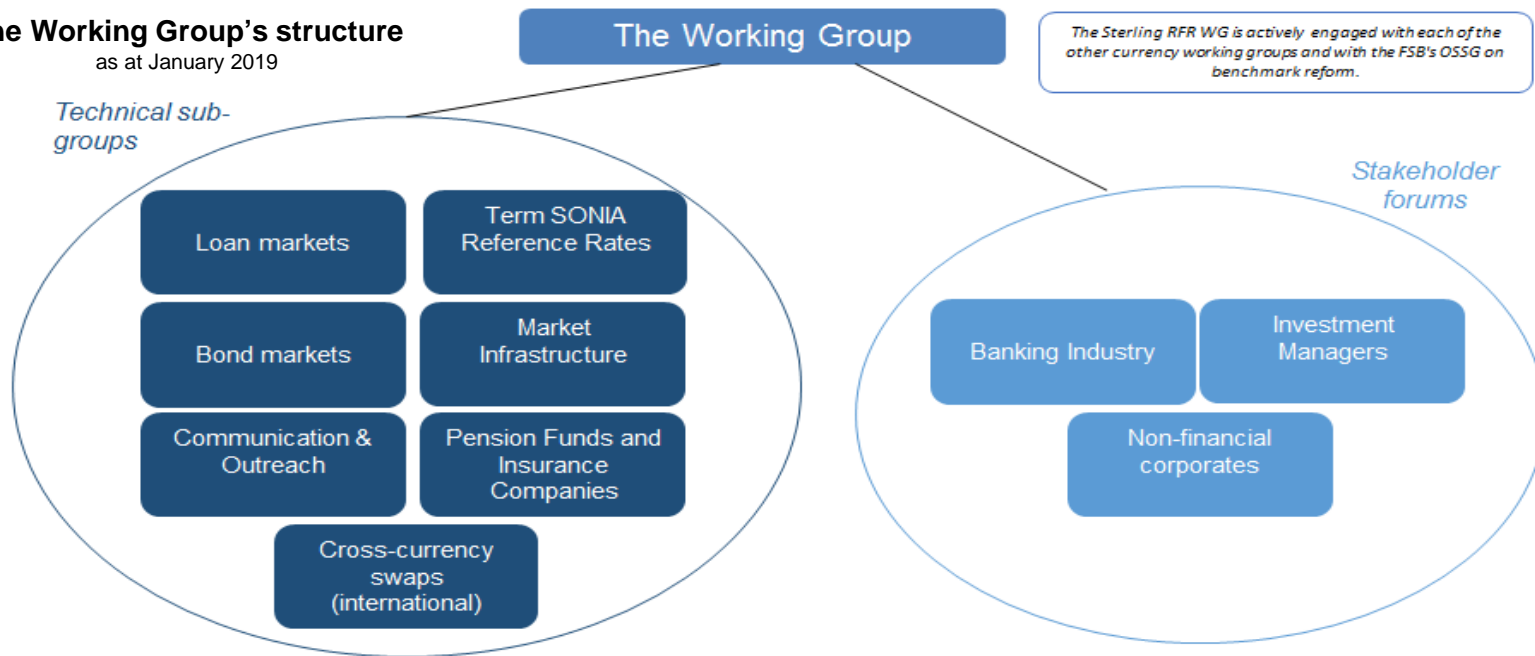 he Working Group's structure
as at January 2019
The Working Group
The Sterling RFR WG is actively engaged with each of the
other currency working groups and with the FSB's OSSG on
benchmark reform.
Technical sub-
groups
Loan markets
Term SONIA
Reference Rates
Bond markets
Market
Infrastructure
Communication &
Outreach
Pension Funds and
Insurance
Companies
Cross-currency
swaps
(international)
Stakeholder
forums
Banking Industry
Investment
Managers
Non-financial
corporates